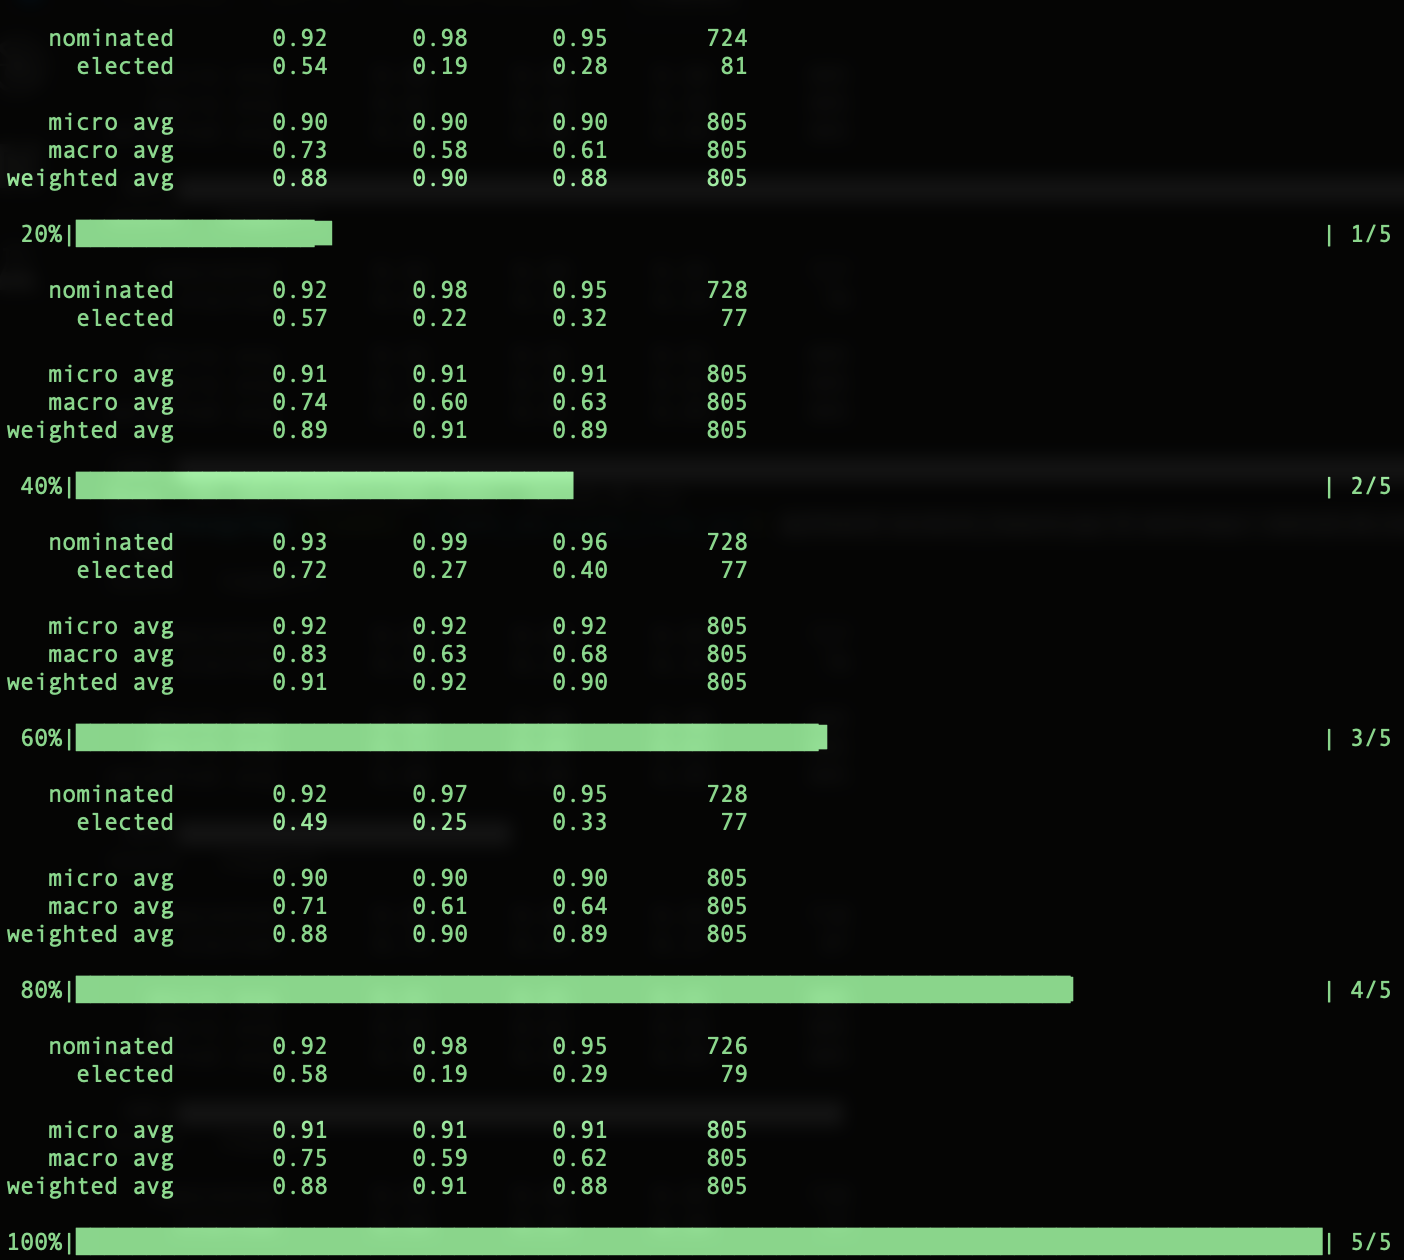 nominated 0.92 0.98 0.95 724
elected 0.54 0.19 0.28 81
micro avg 0.90 0.90 0.90 805
macro avg 0.73 0.58 0.61 805
weighted avg 0.88 0.90 0.88 805
20%| | 1/5
nominated 0.92 0.98 0.95 728
elected 0.57 0.22 0.32 77
micro avg 0.91 0.91 0.91 805
macro avg 0.74 0.60 0.63 805
weighted avg 0.89 0.91 0.89 805
40%| | 2/5
nominated 0.93 0.99 0.96 728
elected 0.72 0.27 0.40 77
micro avg 0.92 0.92 0.92 805
macro avg 0.83 0.63 0.68 805
weighted avg 0.91 0.92 0.90 805
60%| | 3/5
nominated 0.92 0.97 0.95 728
elected 0.49 0.25 0.33 77
micro avg 0.90 0.90 0.90 805
macro avg 0.71 0.61 0.64 805
weighted avg 0.88 0.90 0.89 805
80%| | 4/5
nominated 0.92 0.98 0.95 726
elected 0.58 0.19 0.29 79
micro avg 0.91 0.91 0.91 805
macro avg 0.75 0.59 0.62 805
weighted avg 0.88 0.91 0.88 805
100%| | 5/5